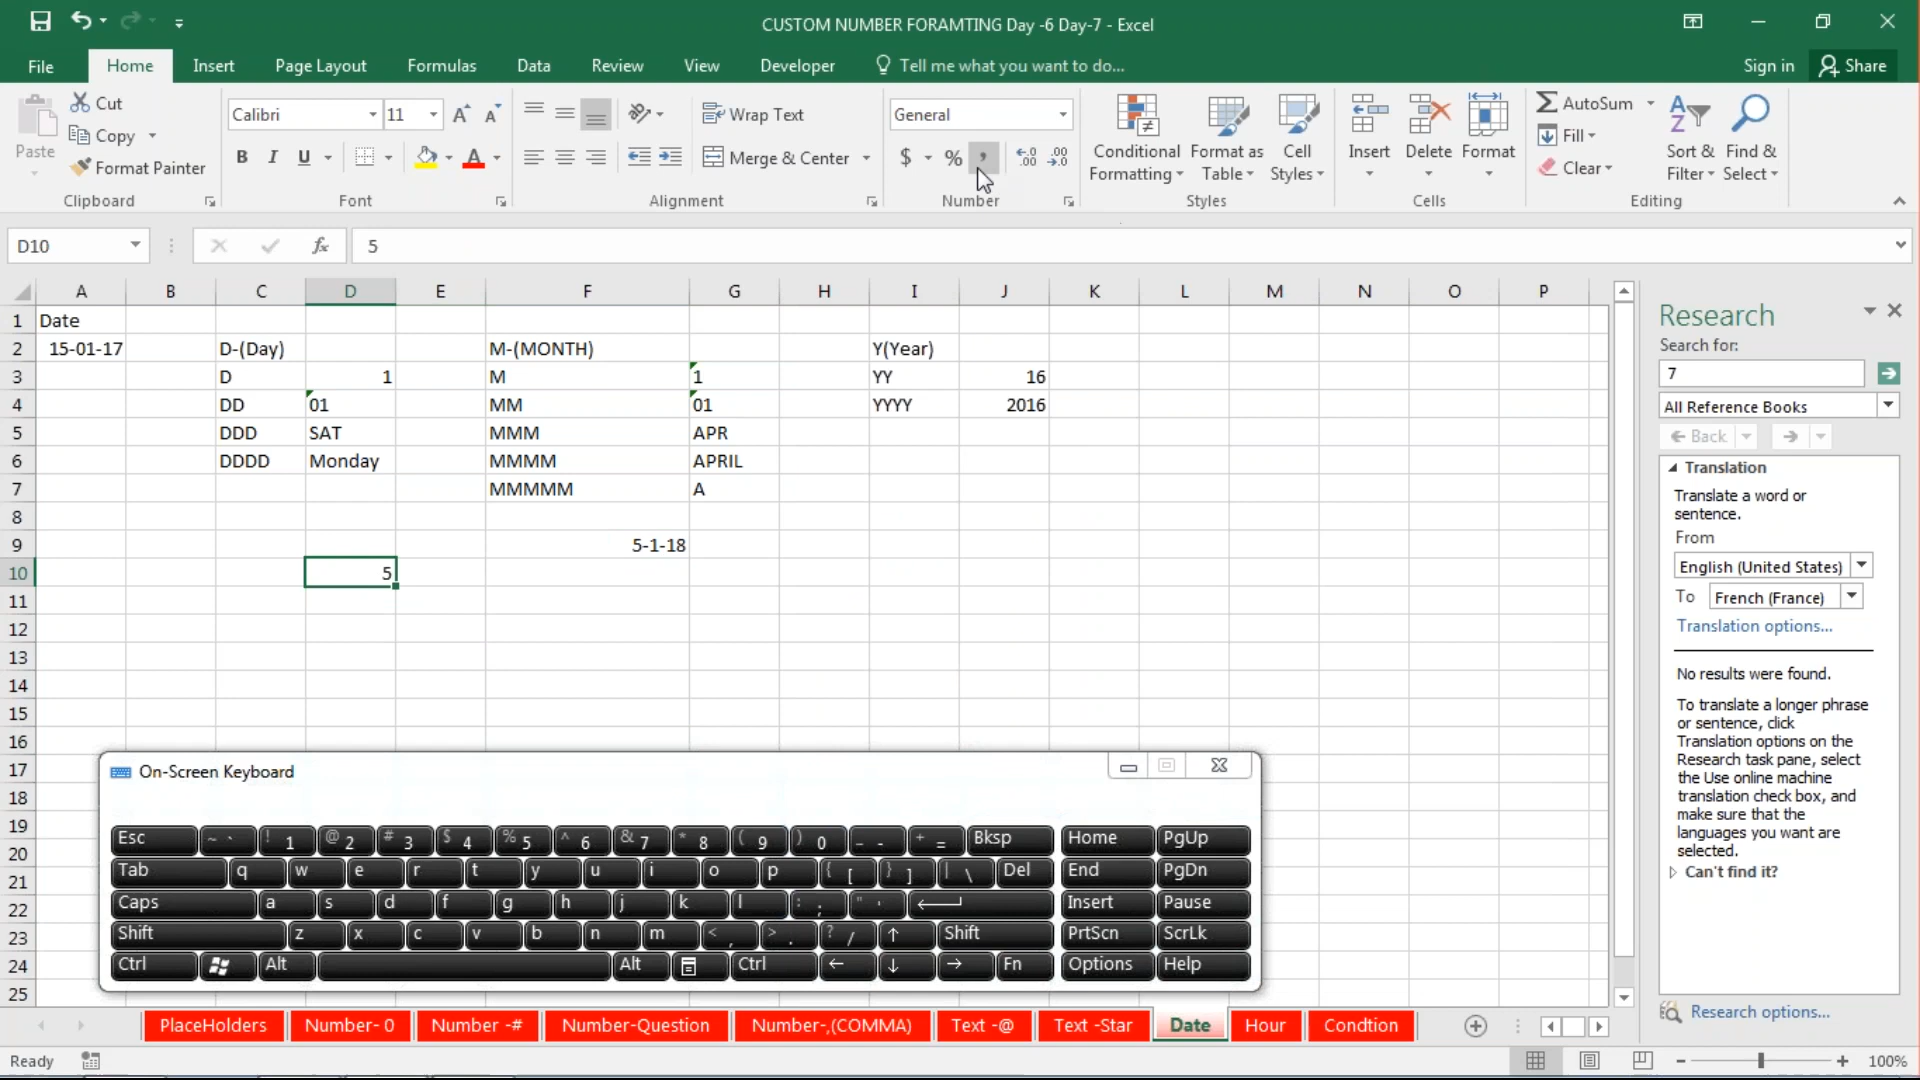 CUSTOM NUMBER FORAMTING Day -6 Day-7 - Excel
File Home Insert Page Layout Formulas Data Review View Developer Tell me what you want to do... Sign in Share
Paste
Cut
Copy
Format Painter
Clipboard
Calibri 11
B I U
Font
Wrap Text
Merge & Center
Alignment
General
$ % ,
Number
Conditional Formatting
Format as Table
Cell Styles
Styles
Insert Delete Format
Cells
AutoSum
Fill
Clear
Sort & Filter
Find & Select
Editing
D10 fx 5
A B C D E F G H I J K L M N O P
1 Date
2 15-01-17 D-(Day) M-(MONTH) Y(Year)
3 D 1 M 1 YY 16
4 DD 01 MM 01 YYYY 2016
5 DDD SAT MMM APR
6 DDDD Monday MMMM APRIL
7 MMMMM A
8
9 5-1-18
10 5
11
12
13
14
15
16
17
18
19
20
21
22
23
24
25
On-Screen Keyboard
Esc ~ ` ! 1 @ 2 # 3 $ 4 % 5 ^ 6 & 7 * 8 ( 9 ) 0 _ - + = Bksp Home PgUp
Tab q w e r t y u i o p { [ } ] | \ Del End PgDn
Caps a s d f g h j k l : ; " ' Insert Pause
Shift z x c v b n m < , > . ? / ↑ Shift PrtScn ScrLk
Ctrl Alt Alt Ctrl ← ↓ → Fn Options Help
Research
Search for:
7
All Reference Books
Back
Translation
Translate a word or
sentence.
From
English (United States)
To French (France)
Translation options...
No results were found.
To translate a longer phrase
or sentence, click
Translation options on the
Research task pane, select
the Use online machine
translation check box, and
make sure that the
languages you want are
selected.
Can't find it?
Research options...
PlaceHolders Number- 0 Number -# Number-Question Number-,(COMMA) Text -@ Text -Star Date Hour Condtion
Ready 100%